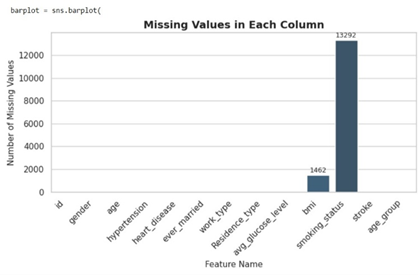 barplot = sns.barplot(
Missing Values in Each Column
13292
12000
10000
8000
6000
4000
2000
1462
0
Number of Missing Values
id
gender
age
hypertension
heart_disease
ever_married
work_type
Residence_type
avg_glucose_level
bmi
smoking_status
stroke
age_group
Feature Name